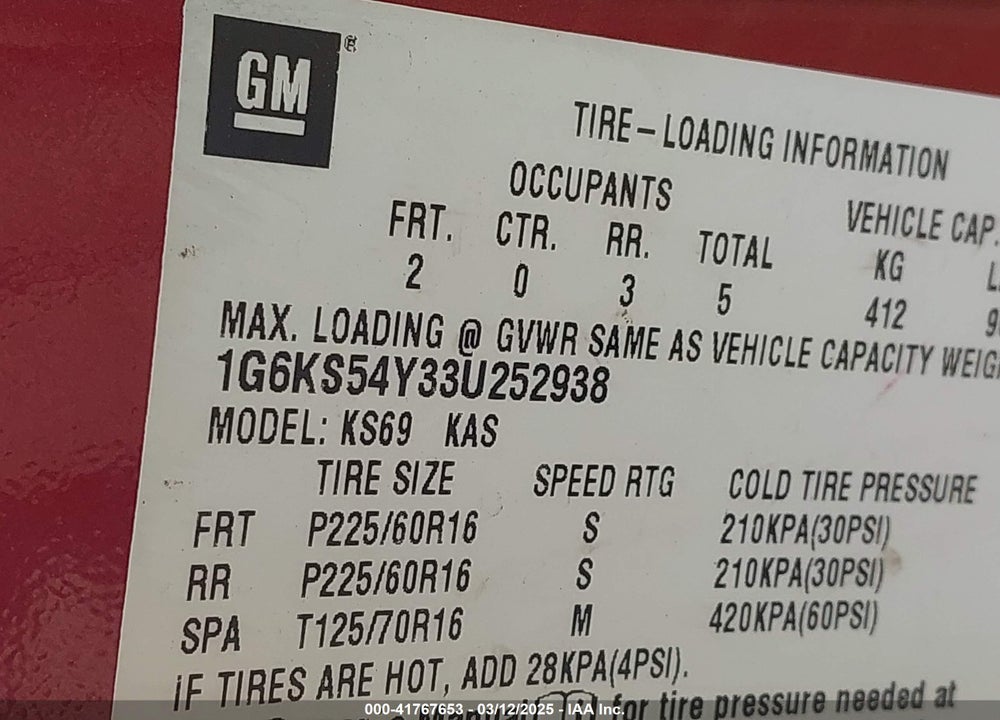 GM®
TIRE-LOADING INFORMATION
OCCUPANTS VEHICLE CAP.
FRT. CTR. RR. TOTAL KG
2 0 3 5 412
MAX. LOADING @ GVWR SAME AS VEHICLE CAPACITY
1G6KS54Y33U252938
MODEL: KS69 KAS
TIRE SIZE SPEED RTG COLD TIRE PRESSURE
FRT P225/60R16 S 210KPA(30PSI)
RR P225/60R16 S 210KPA(30PSI)
SPA T125/70R16 M 420KPA(60PSI)
IF TIRES ARE HOT, ADD 28KPA(4PSI).
for tire pressure needed at
000-41767653 - 03/12/2025 - IAA Inc.